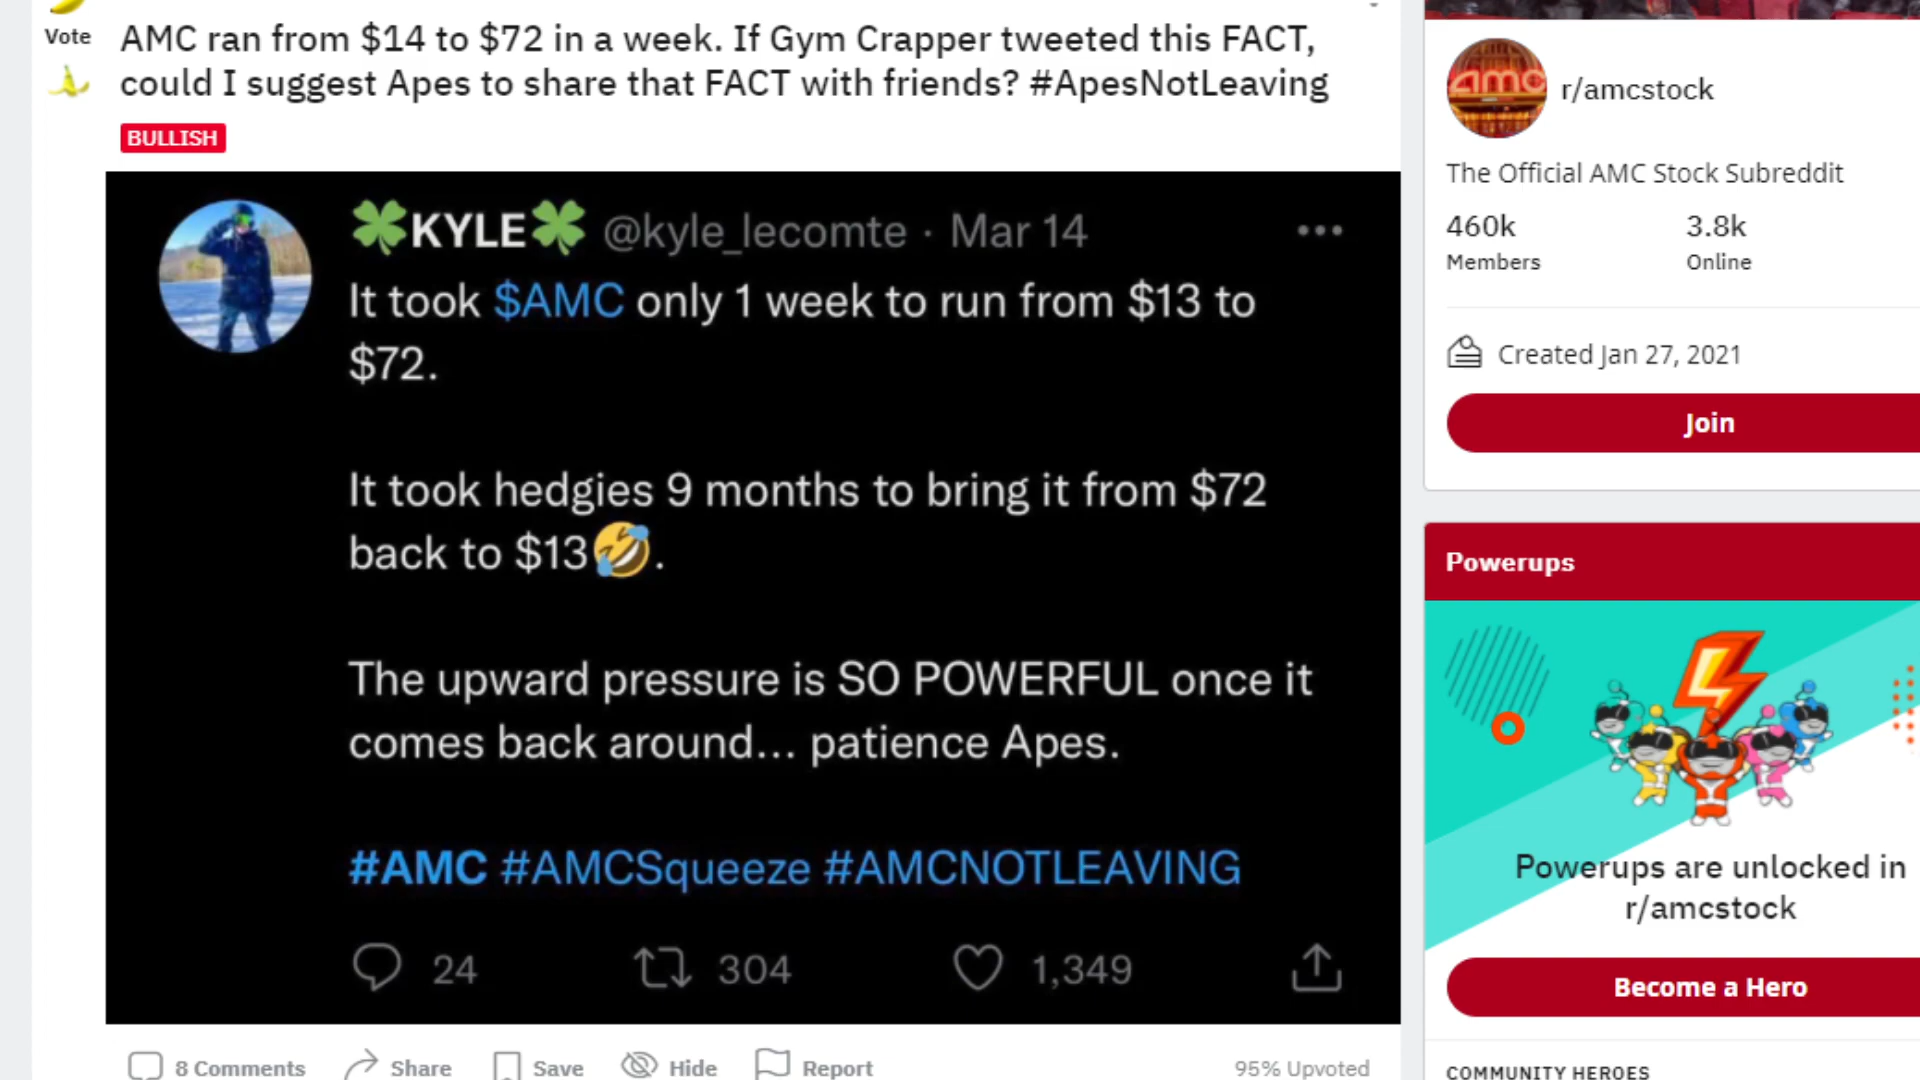 Vote
AMC ran from $14 to $72 in a week. If Gym Crapper tweeted this FACT,
could I suggest Apes to share that FACT with friends? #ApesNotLeaving
BULLISH
🍀KYLE🍀 @kyle_lecomte · Mar 14
It took $AMC only 1 week to run from $13 to
$72.
It took hedgies 9 months to bring it from $72
back to $13🤣.
The upward pressure is SO POWERFUL once it
comes back around... patience Apes.
#AMC #AMCSqueeze #AMCNOTLEAVING
24 304 1,349
8 Comments Share Save Hide Report 95% Upvoted
amc
r/amcstock
The Official AMC Stock Subreddit
460k 3.8k
Members Online
Created Jan 27, 2021
Join
Powerups
Powerups are unlocked in
r/amcstock
Become a Hero
COMMUNITY HEROES